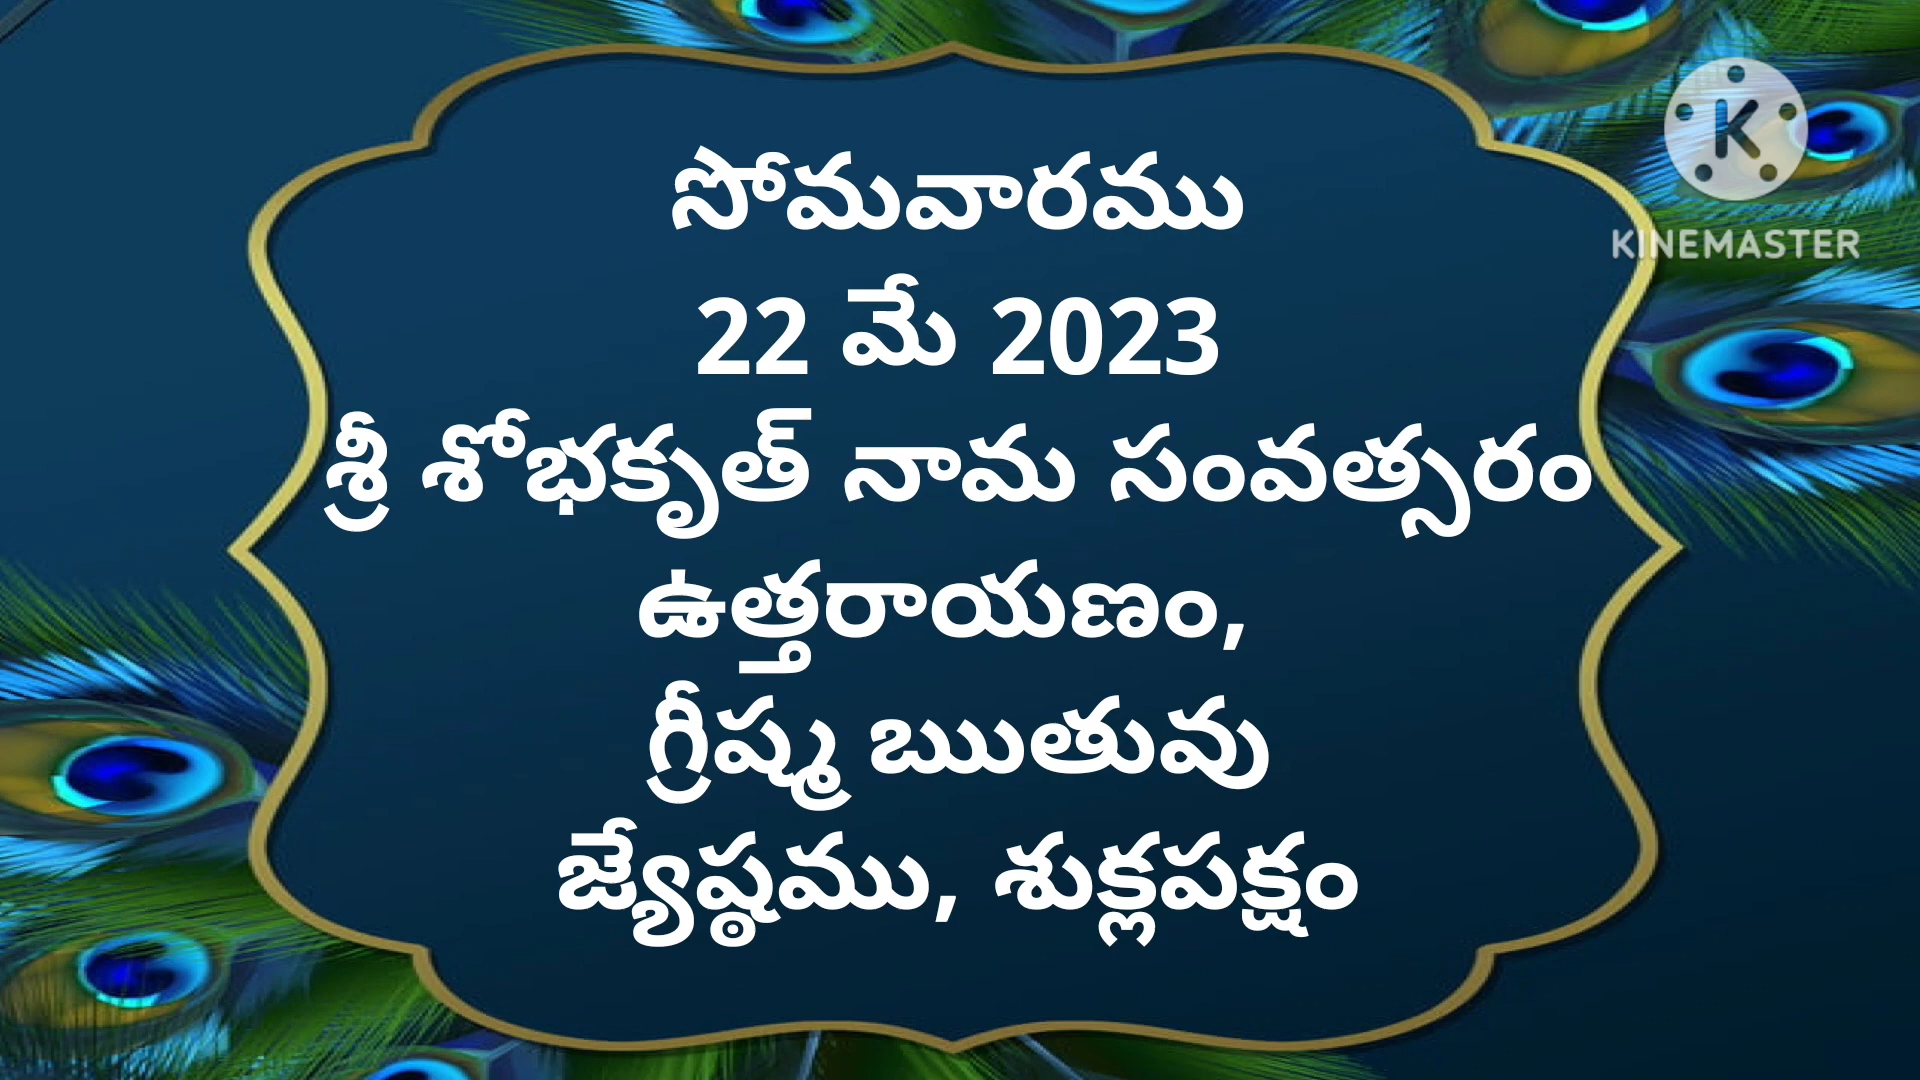 సోమవారము
22 మే 2023
శ్రీ శోభకృత్ నామ సంవత్సరం
ఉత్తరాయణం,
గ్రీష్మ ఋతువు
జ్యేష్ఠము, శుక్లపక్షం
K
KINEMASTER